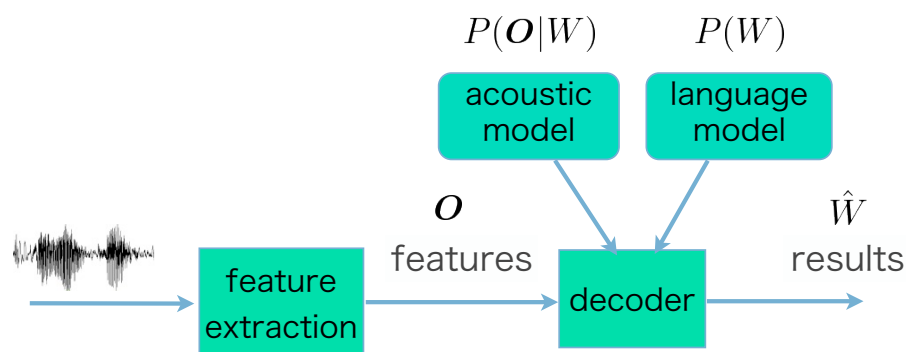 P(O|W)
P(W)
acoustic
model
language
model
O
Ŵ
features
results
feature
extraction
decoder